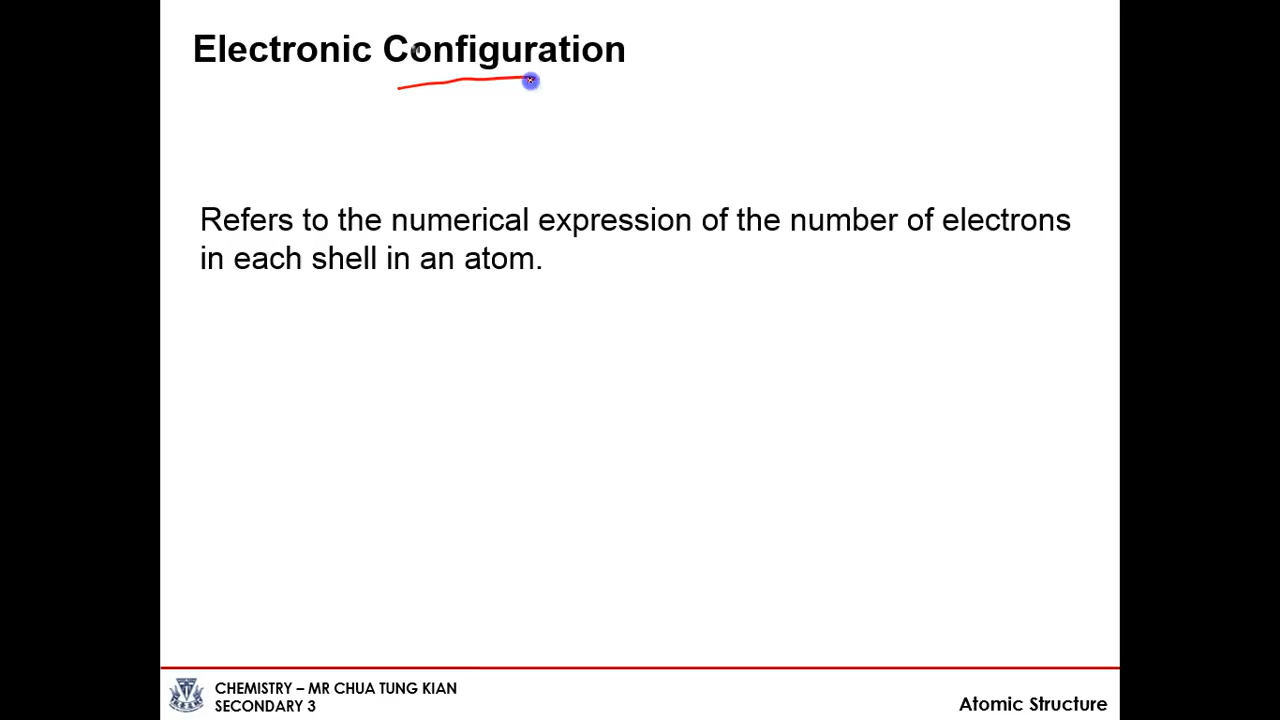 Electronic Configuration
Refers to the numerical expression of the number of electrons
in each shell in an atom.
CHEMISTRY – MR CHUA TUNG KIAN
SECONDARY 3
Atomic Structure